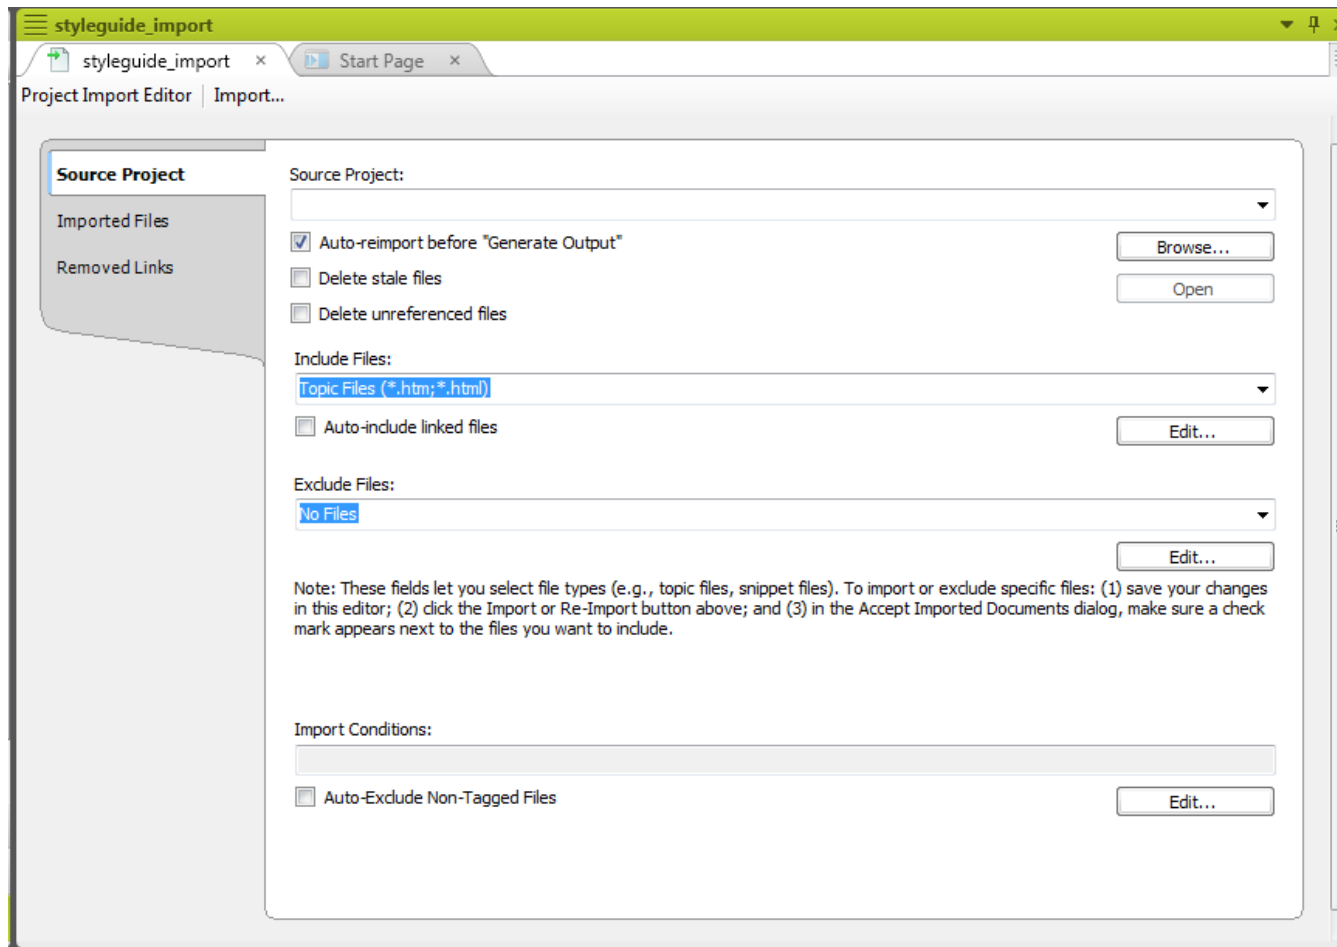 styleguide_import
styleguide_import
Start Page
Project Import Editor
Import...
Source Project
Imported Files
Removed Links
Source Project:
Auto-reimport before "Generate Output"
Browse...
Delete stale files
Open
Delete unreferenced files
Include Files:
Topic Files (*.htm;*.html)
Auto-include linked files
Edit...
Exclude Files:
No Files
Edit...
Note: These fields let you select file types (e.g., topic files, snippet files). To import or exclude specific files: (1) save your changes
in this editor; (2) click the Import or Re-Import button above; and (3) in the Accept Imported Documents dialog, make sure a check
mark appears next to the files you want to include.
Import Conditions:
Auto-Exclude Non-Tagged Files
Edit...